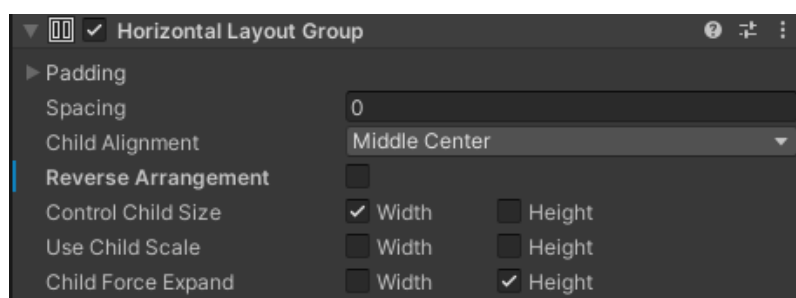 Horizontal Layout Group
Padding
Spacing 0
Child Alignment Middle Center
Reverse Arrangement
Control Child Size Width Height
Use Child Scale Width Height
Child Force Expand Width Height